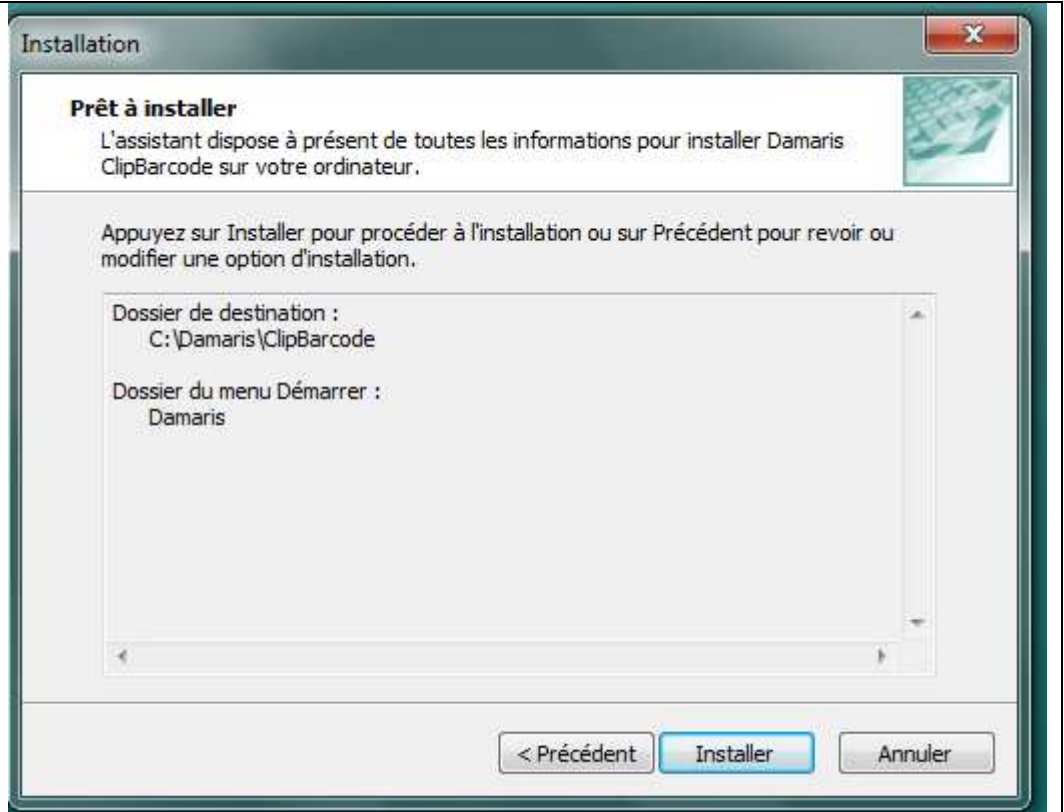 Installation
Prêt à installer
L'assistant dispose à présent de toutes les informations pour installer Damaris
ClipBarcode sur votre ordinateur.
Appuyez sur Installer pour procéder à l'installation ou sur Précédent pour revoir ou
modifier une option d'installation.
Dossier de destination :
C:\Damaris\ClipBarcode
Dossier du menu Démarrer :
Damaris
< Précédent
Installer
Annuler